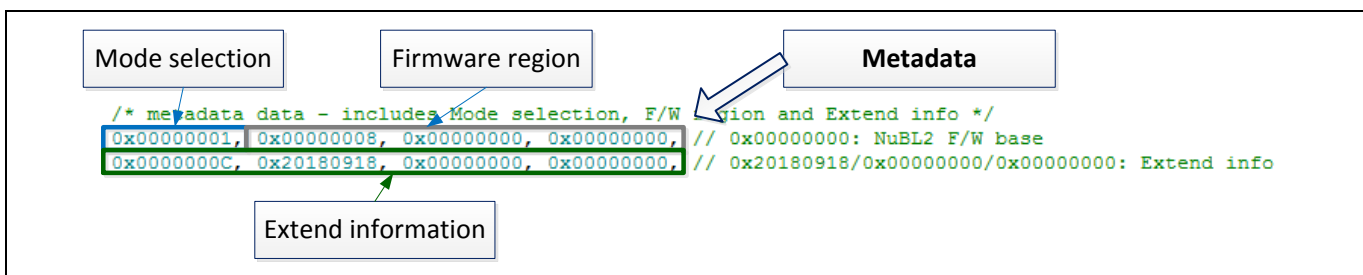 Mode selection
Firmware region
Metadata
/* metadata data - includes Mode selection, F/W region and Extend info */
0x00000001, 0x00000008, 0x00000000, 0x00000000, // 0x00000000: NuBL2 F/W base
0x0000000C, 0x20180918, 0x00000000, 0x00000000, // 0x20180918/0x00000000/0x00000000: Extend info
Extend information